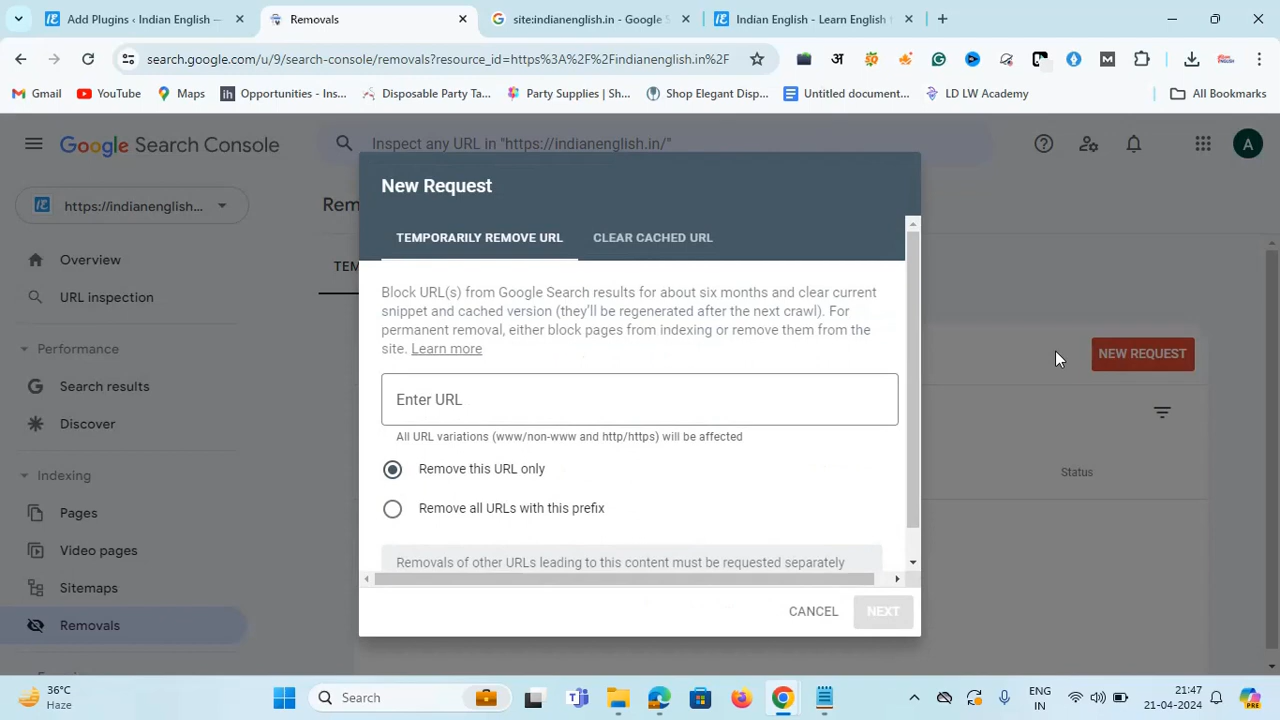 Add Plugins ‹ Indian English —
Removals
site:indianenglish.in - Google S
Indian English - Learn English t
search.google.com/u/9/search-console/removals?resource_id=https%3A%2F%2Findianenglish.in%2F
Gmail
YouTube
Maps
Opportunities - Ins...
Disposable Party Ta...
Party Supplies | Sh...
Shop Elegant Disp...
Untitled document...
LD LW Academy
All Bookmarks
Google Search Console
Inspect any URL in "https://indianenglish.in/"
A
https://indianenglish...
Rem
Overview
URL inspection
Performance
Search results
Discover
Indexing
Pages
Video pages
Sitemaps
Removals
TEM
New Request
TEMPORARILY REMOVE URL
CLEAR CACHED URL
Block URL(s) from Google Search results for about six months and clear current
snippet and cached version (they'll be regenerated after the next crawl). For
permanent removal, either block pages from indexing or remove them from the
site. Learn more
Enter URL
All URL variations (www/non-www and http/https) will be affected
Remove this URL only
Remove all URLs with this prefix
Removals of other URLs leading to this content must be requested separately
CANCEL
NEXT
NEW REQUEST
Status
36°C
Haze
Search
ENG
IN
21:47
21-04-2024